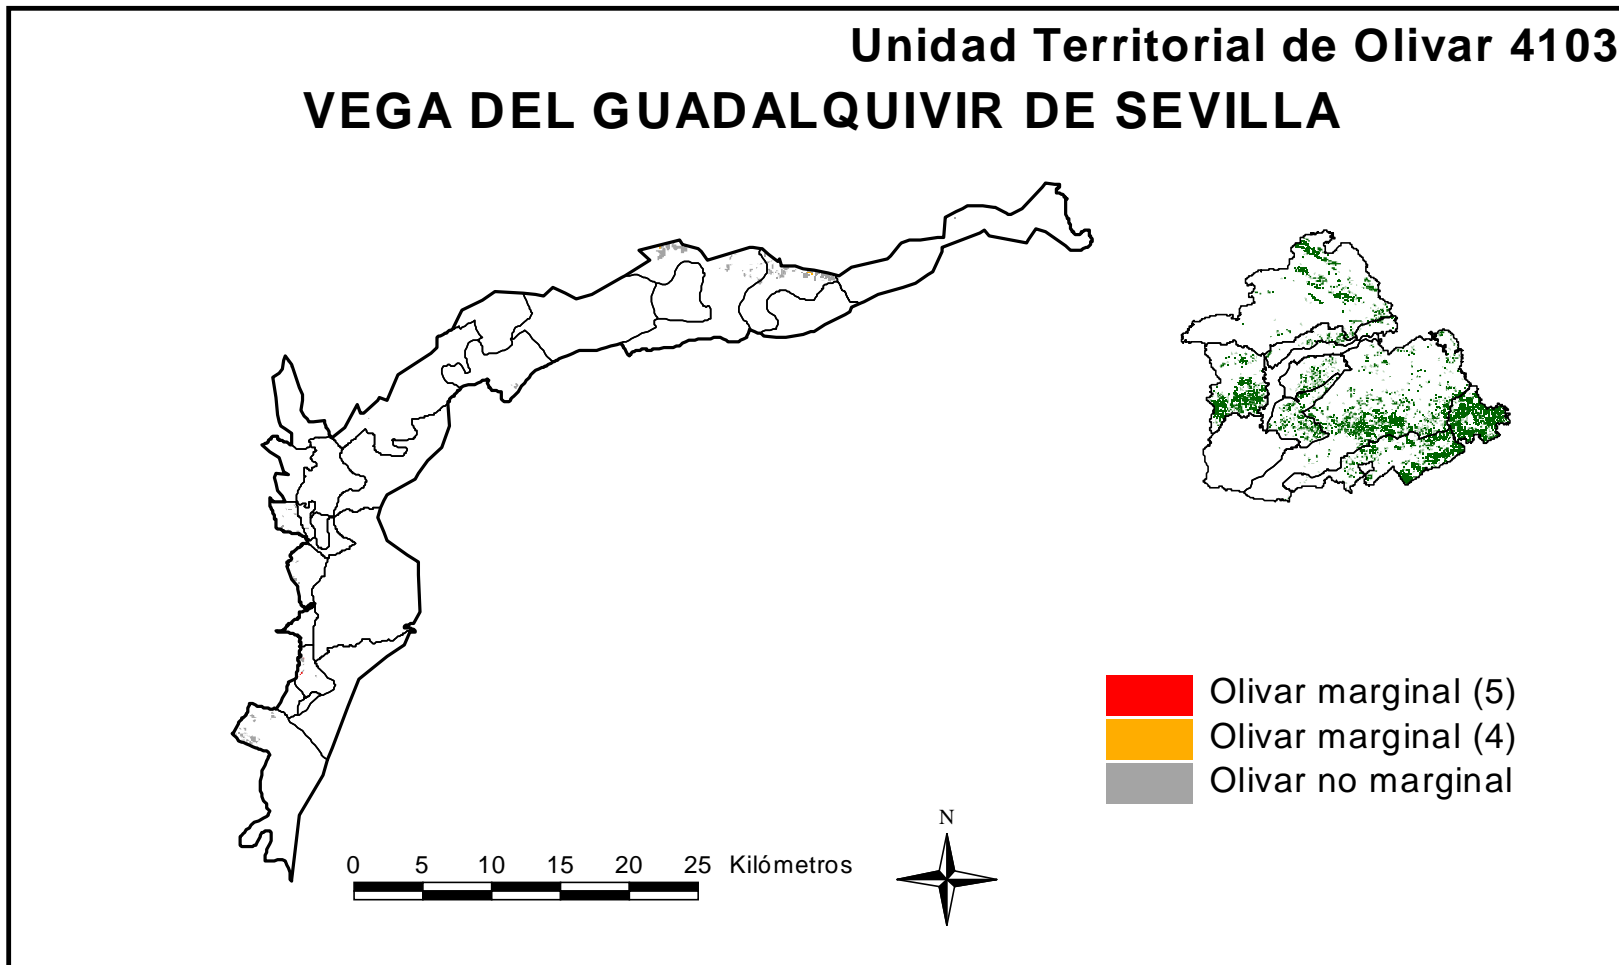 Unidad Territorial de Olivar 4103
VEGA DEL GUADALQUIVIR DE SEVILLA
Olivar marginal (5)
Olivar marginal (4)
Olivar no marginal
N
0 5 10 15 20 25 Kilómetros